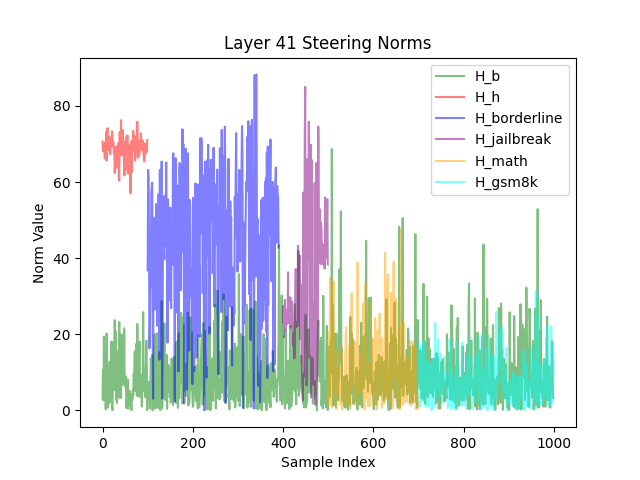 Layer 41 Steering Norms
H_b
H_h
H_borderline
H_jailbreak
H_math
H_gsm8k
Norm Value
80
60
40
20
0
0 200 400 600 800 1000
Sample Index